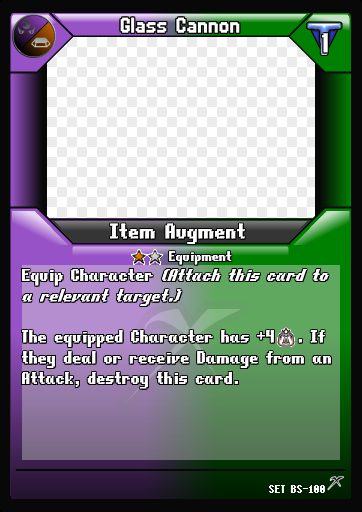 Glass Cannon
1
Item Augment
Equipment
Equip Character (Attach this card to
a relevant target.)
The equipped Character has +4. If
they deal or receive Damage from an
Attack, destroy this card.
SET BS-100